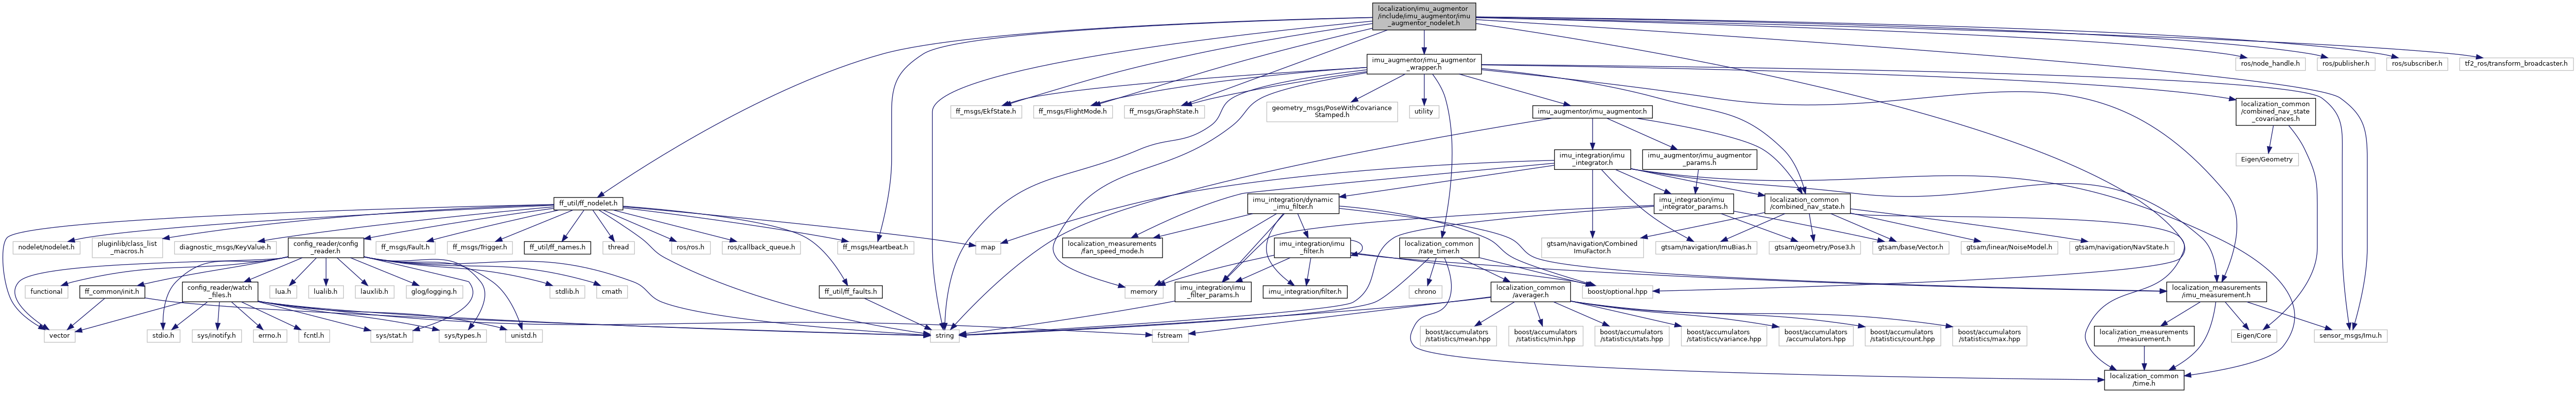 localization/imu_augmentor
/include/imu_augmentor/imu
_augmentor_nodelet.h
imu_augmentor/imu_augmentor
_wrapper.h
ros/node_handle.h
ros/publisher.h
ros/subscriber.h
tf2_ros/transform_broadcaster.h
ff_msgs/EkfState.h
ff_msgs/FlightMode.h
ff_msgs/GraphState.h
geometry_msgs/PoseWithCovariance
Stamped.h
utility
imu_augmentor/imu_augmentor.h
localization_common
/combined_nav_state
_covariances.h
imu_integration/imu
_integrator.h
imu_augmentor/imu_augmentor
_params.h
Eigen/Geometry
ff_util/ff_nodelet.h
imu_integration/dynamic
_imu_filter.h
imu_integration/imu
_integrator_params.h
localization_common
/combined_nav_state.h
nodelet/nodelet.h
pluginlib/class_list
_macros.h
diagnostic_msgs/KeyValue.h
config_reader/config
_reader.h
ff_msgs/Fault.h
ff_msgs/Trigger.h
ff_util/ff_names.h
thread
ros/ros.h
ros/callback_queue.h
ff_msgs/Heartbeat.h
map
localization_measurements
/fan_speed_mode.h
imu_integration/imu
_filter.h
localization_common
/rate_timer.h
gtsam/navigation/Combined
ImuFactor.h
gtsam/navigation/ImuBias.h
gtsam/geometry/Pose3.h
gtsam/base/Vector.h
gtsam/linear/NoiseModel.h
gtsam/navigation/NavState.h
functional
ff_common/init.h
config_reader/watch
_files.h
lua.h
lualib.h
lauxlib.h
glog/logging.h
stdlib.h
cmath
ff_util/ff_faults.h
memory
imu_integration/imu
_filter_params.h
imu_integration/filter.h
chrono
localization_common
/averager.h
boost/optional.hpp
localization_measurements
/imu_measurement.h
vector
stdio.h
sys/inotify.h
errno.h
fcntl.h
sys/stat.h
sys/types.h
unistd.h
string
fstream
boost/accumulators
/statistics/mean.hpp
boost/accumulators
/statistics/min.hpp
boost/accumulators
/statistics/stats.hpp
boost/accumulators
/statistics/variance.hpp
boost/accumulators
/accumulators.hpp
boost/accumulators
/statistics/count.hpp
boost/accumulators
/statistics/max.hpp
localization_measurements
/measurement.h
Eigen/Core
sensor_msgs/Imu.h
localization_common
/time.h